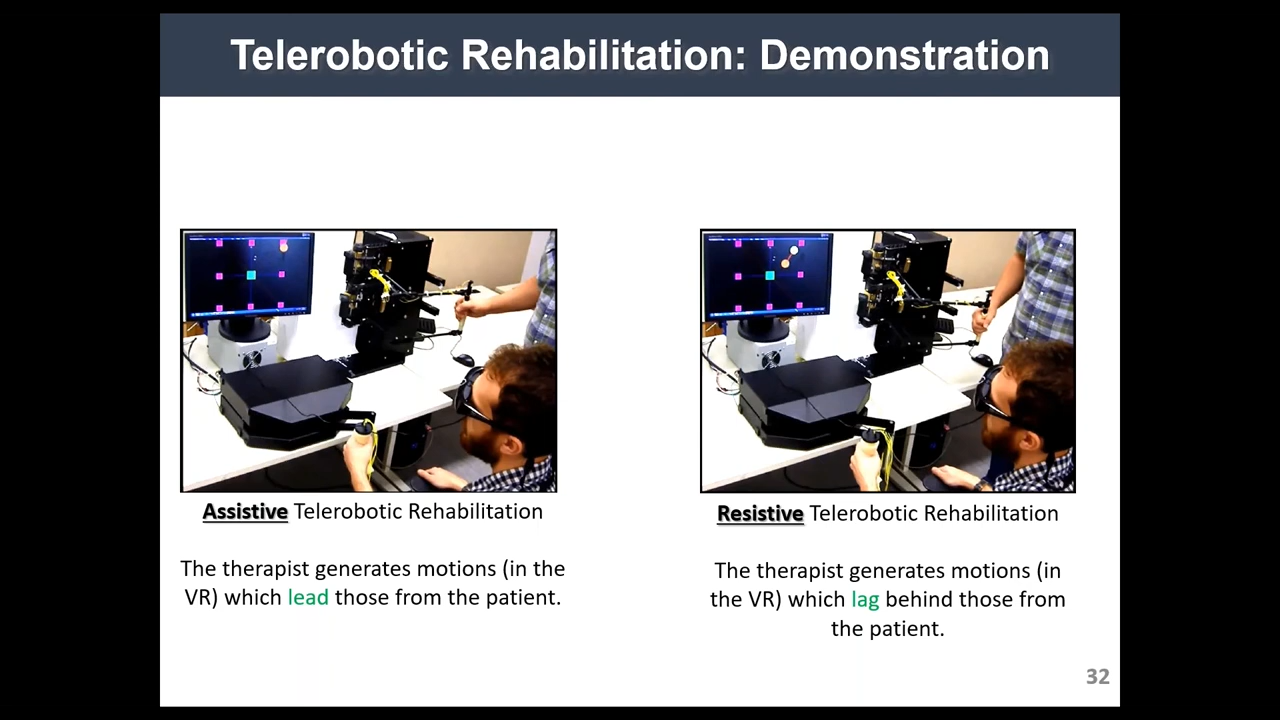 Telerobotic Rehabilitation: Demonstration
Assistive Telerobotic Rehabilitation
The therapist generates motions (in the
VR) which lead those from the patient.
Resistive Telerobotic Rehabilitation
The therapist generates motions (in
the VR) which lag behind those from
the patient.
32